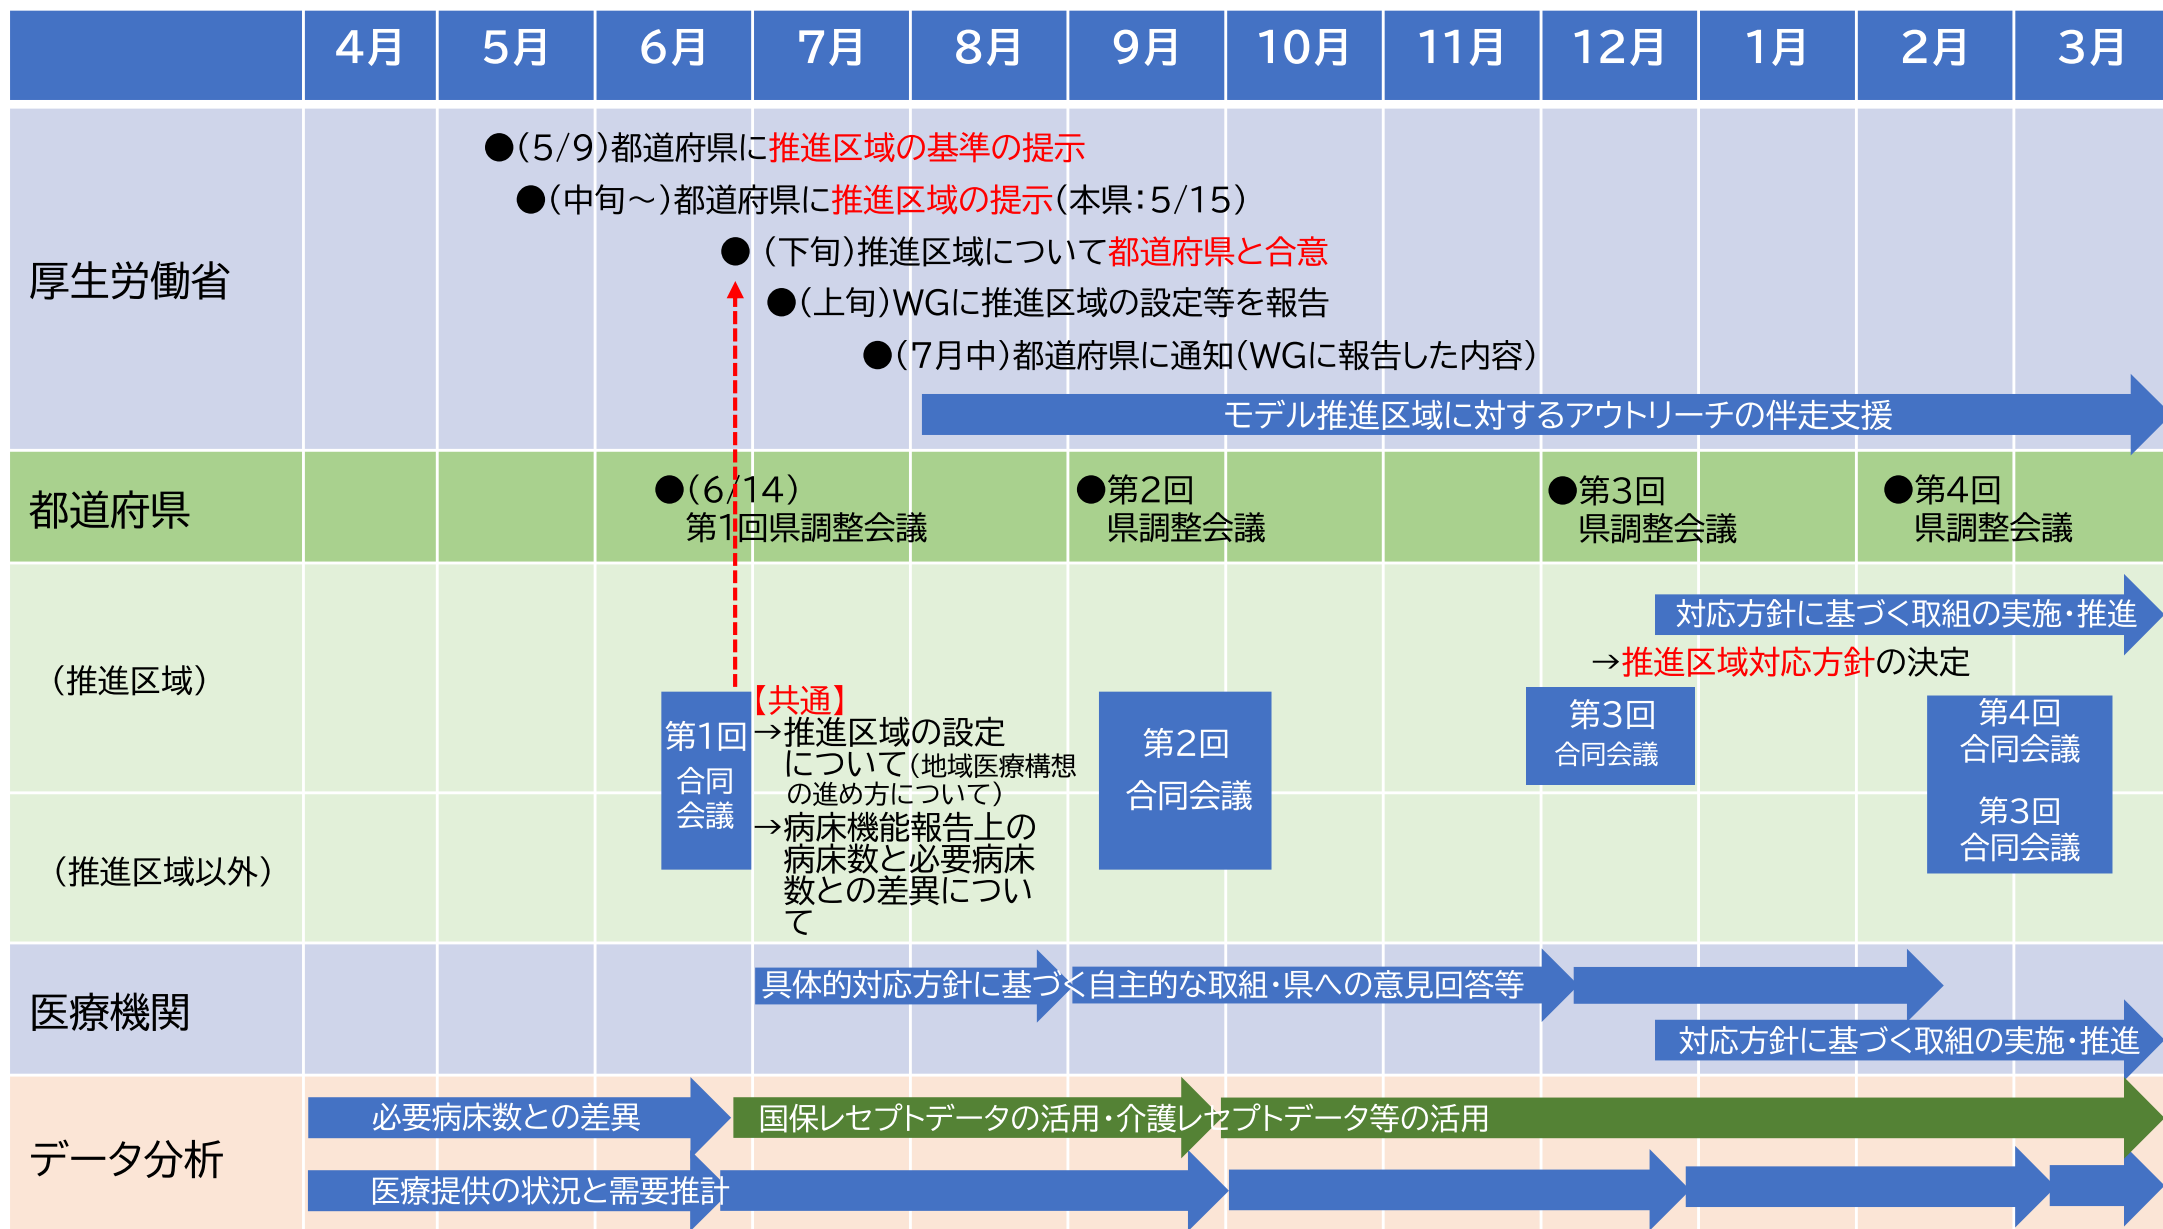 4月 5月 6月 7月 8月 9月 10月 11月 12月 1月 2月 3月
厚生労働省
●(5/9)都道府県に推進区域の基準の提示
●(中旬~)都道府県に推進区域の提示(本県:5/15)
● (下旬)推進区域について都道府県と合意
●(上旬)WGに推進区域の設定等を報告
●(7月中)都道府県に通知(WGに報告した内容)
モデル推進区域に対するアウトリーチの伴走支援
都道府県
●(6/14)
第1回県調整会議
●第2回
県調整会議
●第3回
県調整会議
●第4回
県調整会議
(推進区域)
対応方針に基づく取組の実施・推進
→推進区域対応方針の決定
第1回
合同
会議
【共通】
→推進区域の設定
について(地域医療構想
の進め方について)
→病床機能報告上の
病床数と必要病床
数との差異につい
て
第2回
合同会議
第3回
合同会議
第4回
合同会議
第3回
合同会議
(推進区域以外)
医療機関
具体的対応方針に基づく自主的な取組・県への意見回答等
対応方針に基づく取組の実施・推進
データ分析
必要病床数との差異
国保レセプトデータの活用・介護レセプトデータ等の活用
医療提供の状況と需要推計